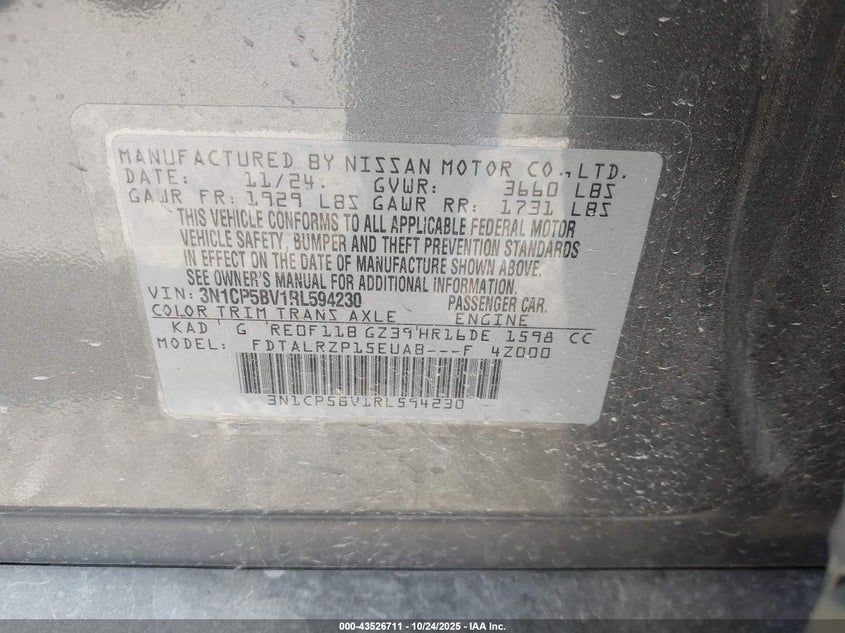 MANUFACTURED BY NISSAN MOTOR CO., LTD.
DATE: 11/24. GVWR: 3660 LBS
GAWR FR: 1929 LBS GAWR RR: 1731 LBS
THIS VEHICLE CONFORMS TO ALL APPLICABLE FEDERAL MOTOR
VEHICLE SAFETY, BUMPER AND THEFT PREVENTION STANDARDS
IN EFFECT ON THE DATE OF MANUFACTURE SHOWN ABOVE.
SEE OWNER'S MANUAL FOR ADDITIONAL INFORMATION.
VIN: 3N1CP5BV1RL594230 PASSENGER CAR.
COLOR TRIM TRANS AXLE ENGINE
KAD G RE0F11B GZ39 HR16DE 1598 CC
MODEL: FDTALRZP15EUAB---F 4Z000
3N1CP5BV1RL594230
000-43526711 - 10/24/2025 - IAA Inc.